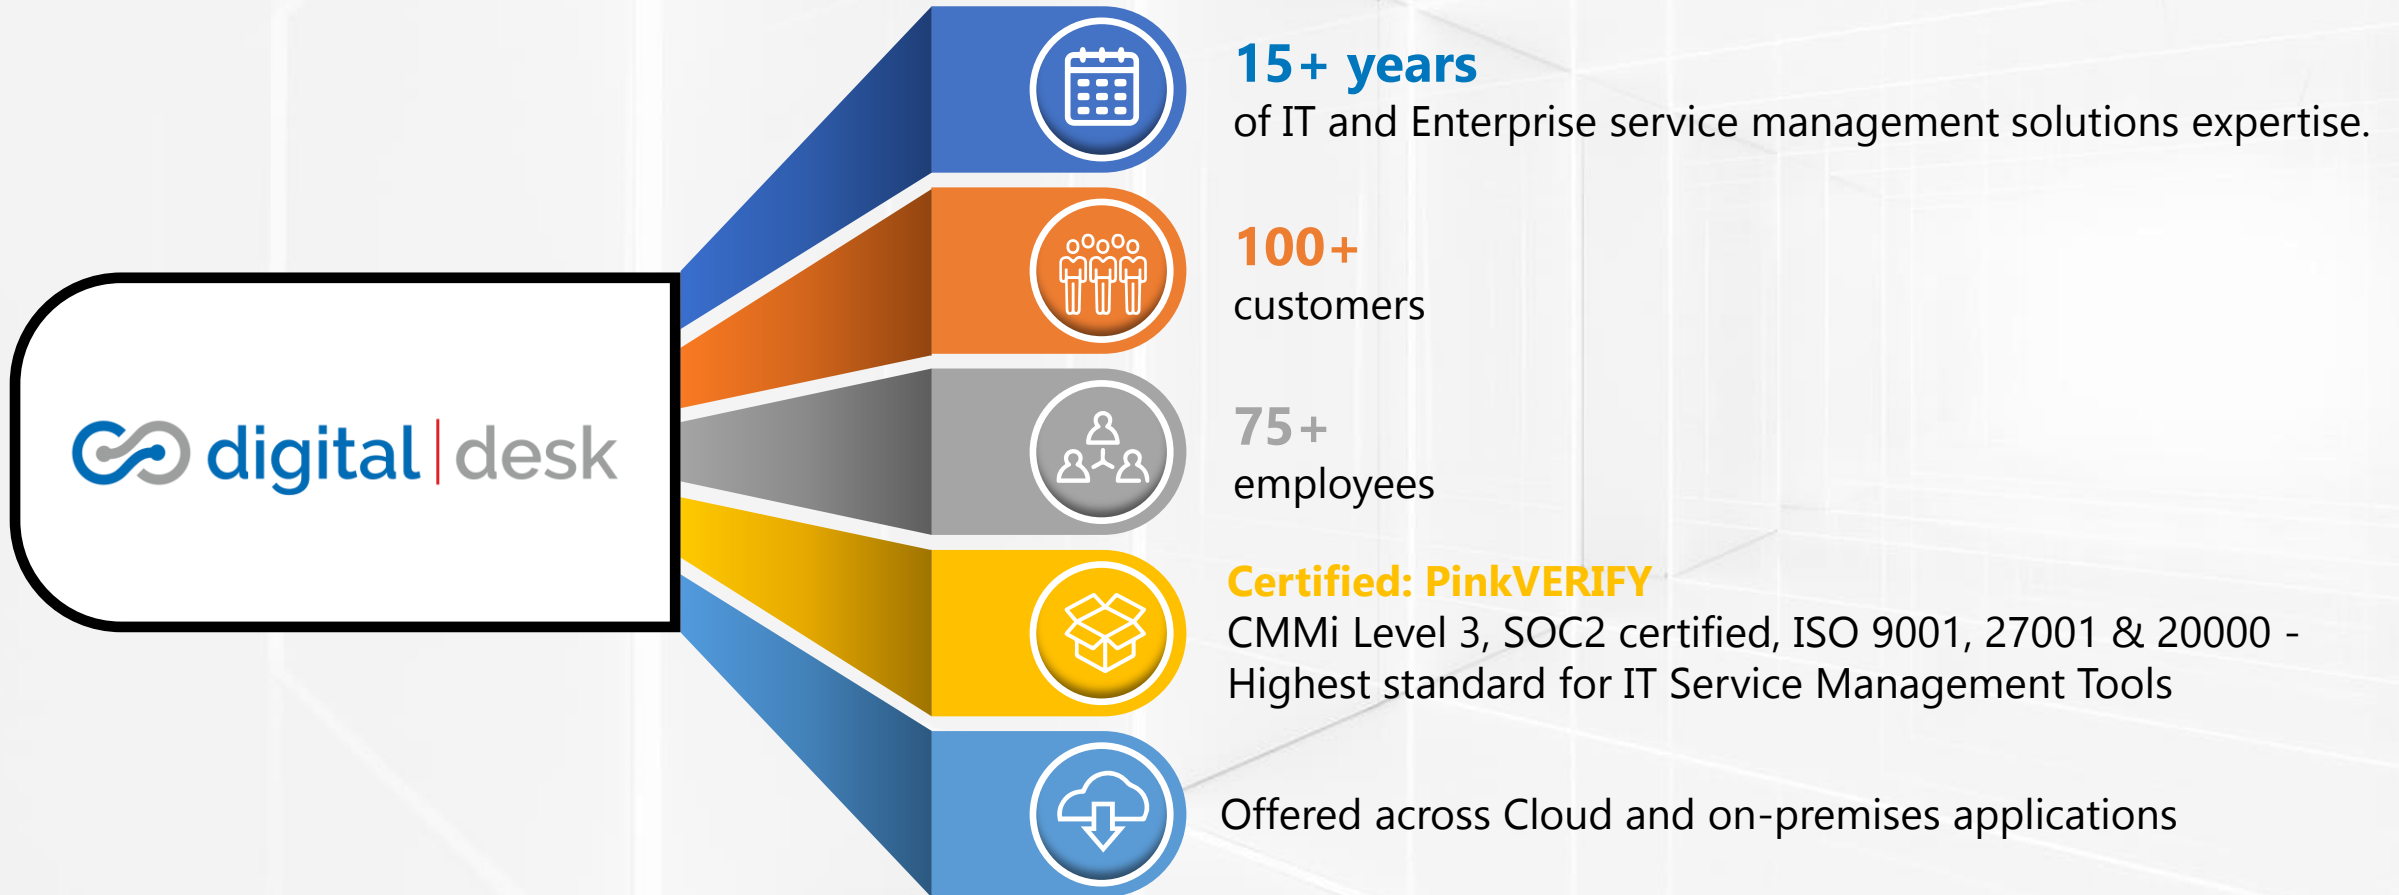 digital | desk
15+ years
of IT and Enterprise service management solutions expertise.
100+
customers
75+
employees
Certified: PinkVERIFY
CMMi Level 3, SOC2 certified, ISO 9001, 27001 & 20000 -
Highest standard for IT Service Management Tools
Offered across Cloud and on-premises applications